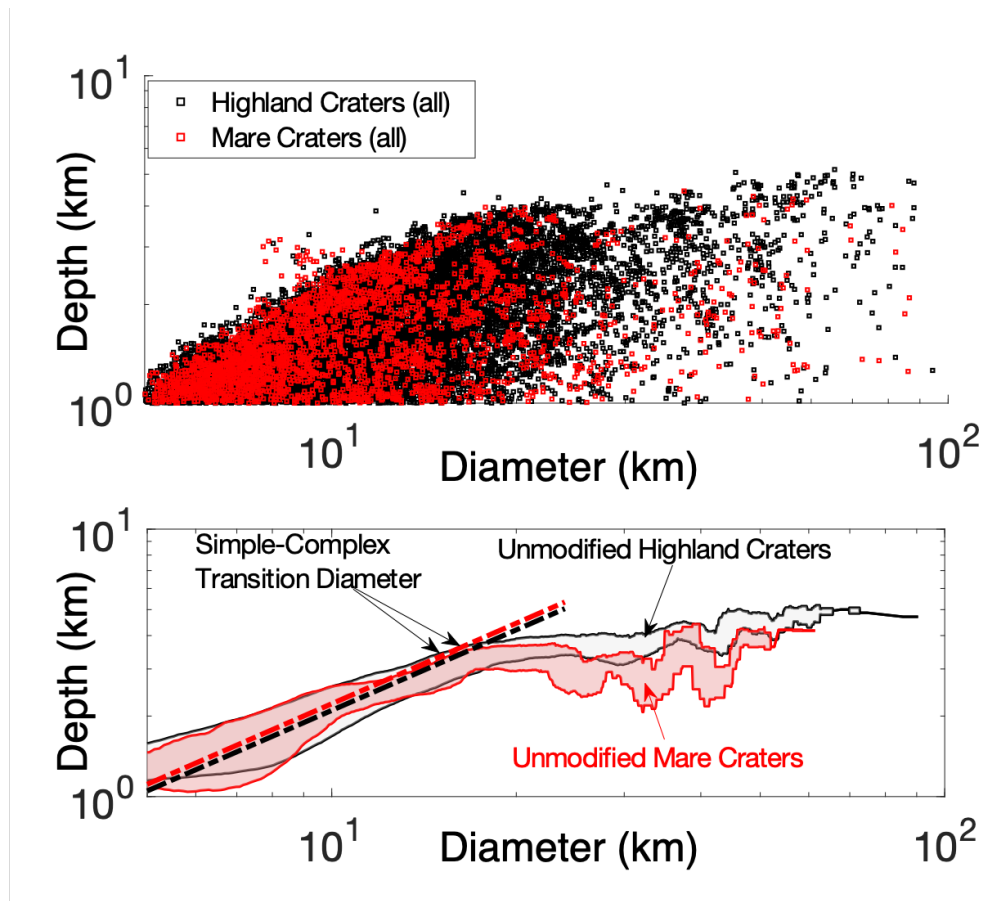 10^1
Highland Craters (all)
Mare Craters (all)
Depth (km)
10^0
10^1
10^2
Diameter (km)
10^1
Simple-Complex
Transition Diameter
Unmodified Highland Craters
Depth (km)
Unmodified Mare Craters
10^0
10^1
10^2
Diameter (km)